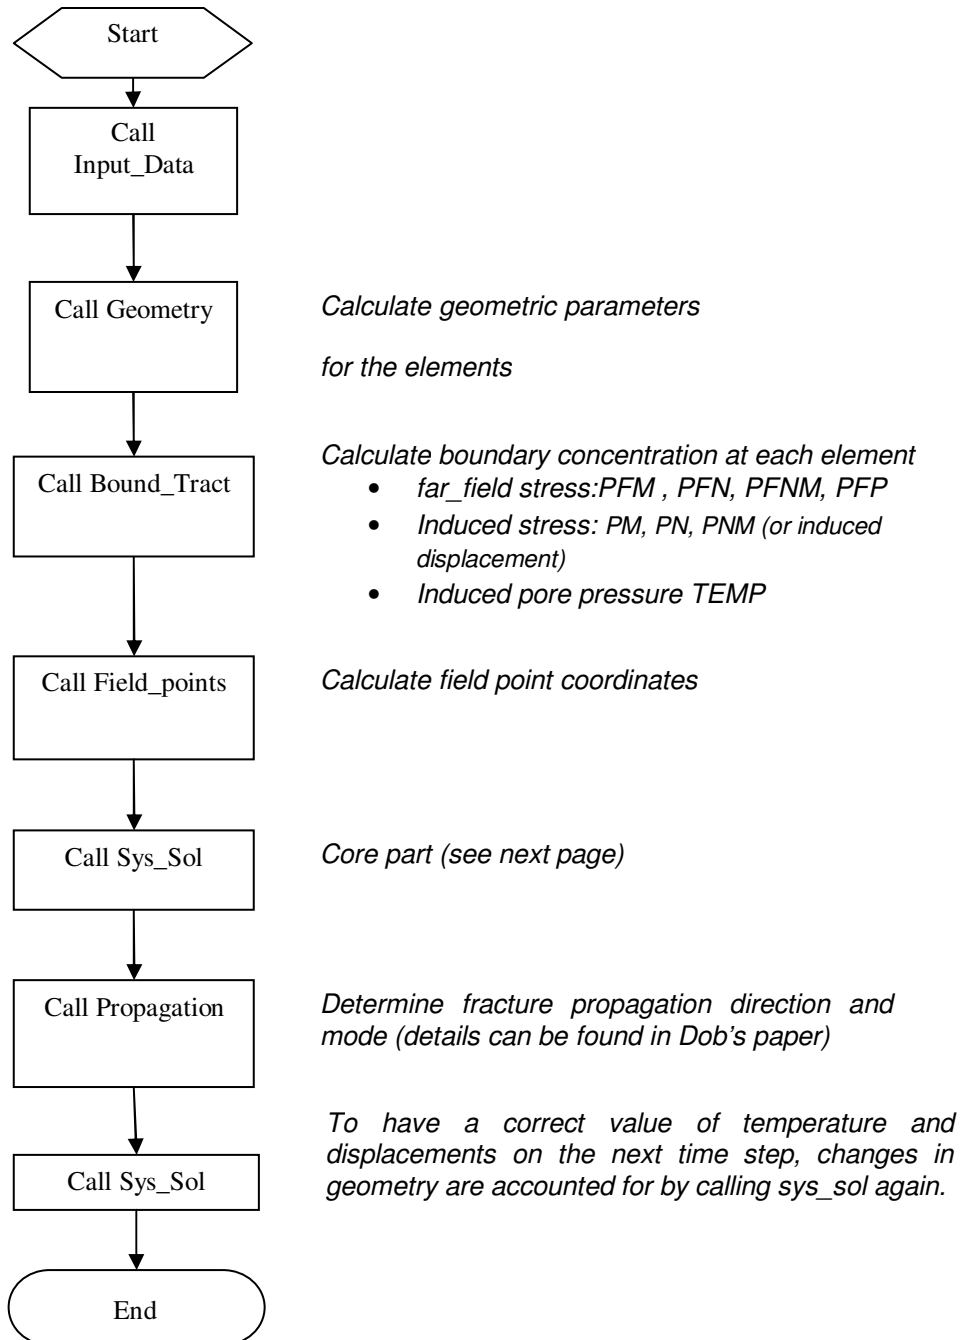 Start
Call
Input_Data
Call Geometry
Calculate geometric parameters
for the elements
Call Bound_Tract
Calculate boundary concentration at each element
• far_field stress:PFM , PFN, PFNM, PFP
• Induced stress: PM, PN, PNM (or induced
displacement)
• Induced pore pressure TEMP
Call Field_points
Calculate field point coordinates
Call Sys_Sol
Core part (see next page)
Call Propagation
Determine fracture propagation direction and
mode (details can be found in Dob's paper)
To have a correct value of temperature and
displacements on the next time step, changes in
geometry are accounted for by calling sys_sol again.
Call Sys_Sol
End